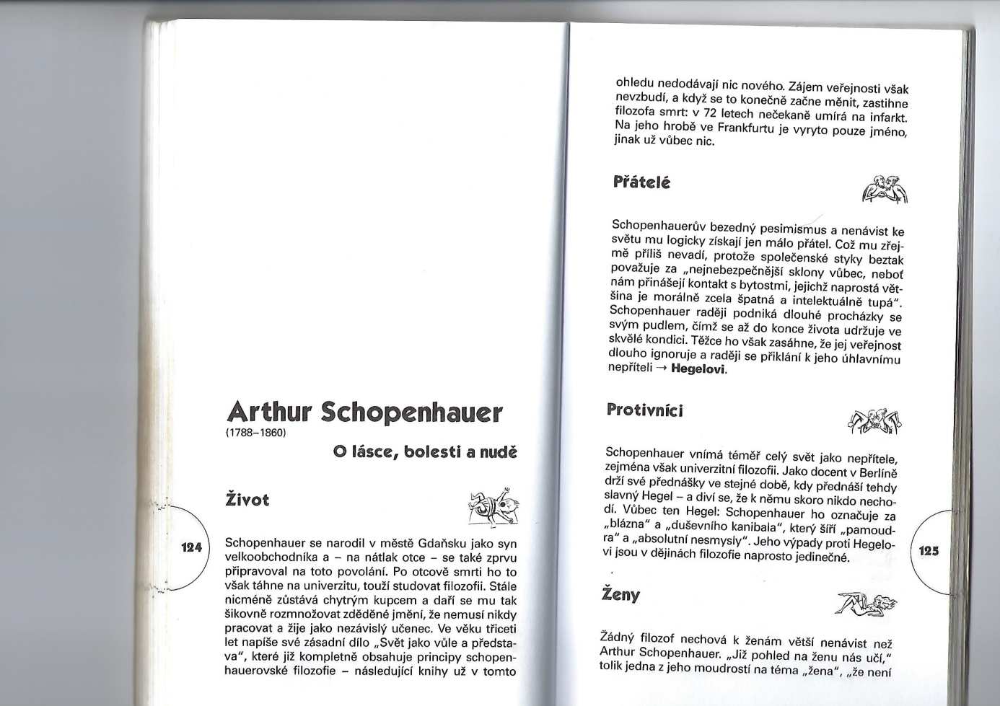 Arthur Schopenhauer
(1788–1860)
O lásce, bolesti a nudě
Život
Schopenhauer se narodil v městě Gdaňsku jako syn
velkoobchodníka a – na nátlak otce – se také zprvu
připravoval na toto povolání. Po otcově smrti ho to
však táhne na univerzitu, touží studovat filozofii. Stále
nicméně zůstává chytrým kupcem a daří se mu tak
šikovně rozmnožovat zděděné jmění, že nemusí nikdy
pracovat a žije jako nezávislý učenec. Ve věku třiceti
let napíše své zásadní dílo „Svět jako vůle a předsta-
va“, které již kompletně obsahuje principy schopen-
hauerovské filozofie – následující knihy už v tomto
124
ohledu nedodávají nic nového. Zájem veřejnosti však
nevzbudí, a když se to konečně začne měnit, zastihne
filozofa smrt: v 72 letech nečekaně umírá na infarkt.
Na jeho hrobě ve Frankfurtu je vyryto pouze jméno,
jinak už vůbec nic.
Přátelé
Schopenhauerův bezedný pesimismus a nenávist ke
světu mu logicky získají jen málo přátel. Což mu zřej-
mě příliš nevadí, protože společenské styky beztak
považuje za „nejnebezpečnější sklony vůbec, neboť
nám přinášejí kontakt s bytostmi, jejichž naprostá vět-
šina je morálně zcela špatná a intelektuálně tupá“.
Schopenhauer raději podniká dlouhé procházky se
svým pudlem, čímž se až do konce života udržuje ve
skvělé kondici. Těžce ho však zasáhne, že jej veřejnost
dlouho ignoruje a raději se přiklání k jeho úhlavnímu
nepříteli → Hegelovi.
Protivníci
Schopenhauer vnímá téměř celý svět jako nepřítele,
zejména však univerzitní filozofii. Jako docent v Berlíně
drží své přednášky ve stejné době, kdy přednáší tehdy
slavný Hegel – a diví se, že k němu skoro nikdo necho-
dí. Vůbec ten Hegel: Schopenhauer ho označuje za
„blázna“ a „duševního kanibala“, který šíří „pamoud-
ra“ a „absolutní nesmysly“. Jeho výpady proti Hegelo-
vi jsou v dějinách filozofie naprosto jedinečné.
Ženy
Žádný filozof nechová k ženám větší nenávist než
Arthur Schopenhauer. „Již pohled na ženu nás učí,“
tolik jedna z jeho moudrostí na téma „žena“, „že není
125